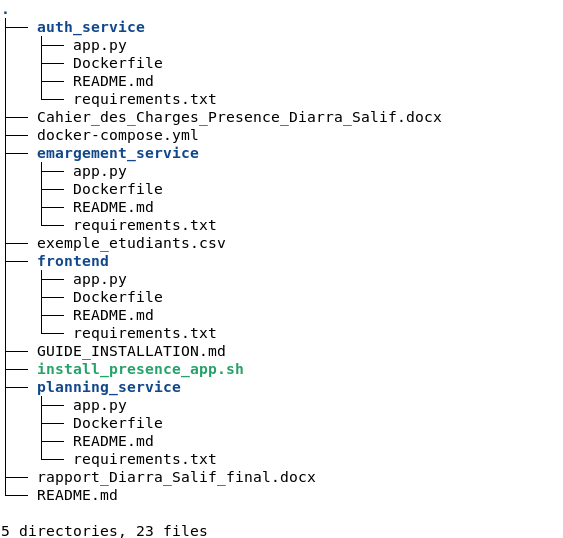 .
├── auth_service
│   ├── app.py
│   ├── Dockerfile
│   ├── README.md
│   └── requirements.txt
├── Cahier_des_Charges_Presence_Diarra_Salif.docx
├── docker-compose.yml
├── emargement_service
│   ├── app.py
│   ├── Dockerfile
│   ├── README.md
│   └── requirements.txt
├── exemple_etudiants.csv
├── frontend
│   ├── app.py
│   ├── Dockerfile
│   ├── README.md
│   └── requirements.txt
├── GUIDE_INSTALLATION.md
├── install_presence_app.sh
├── planning_service
│   ├── app.py
│   ├── Dockerfile
│   ├── README.md
│   └── requirements.txt
├── rapport_Diarra_Salif_final.docx
└── README.md

5 directories, 23 files